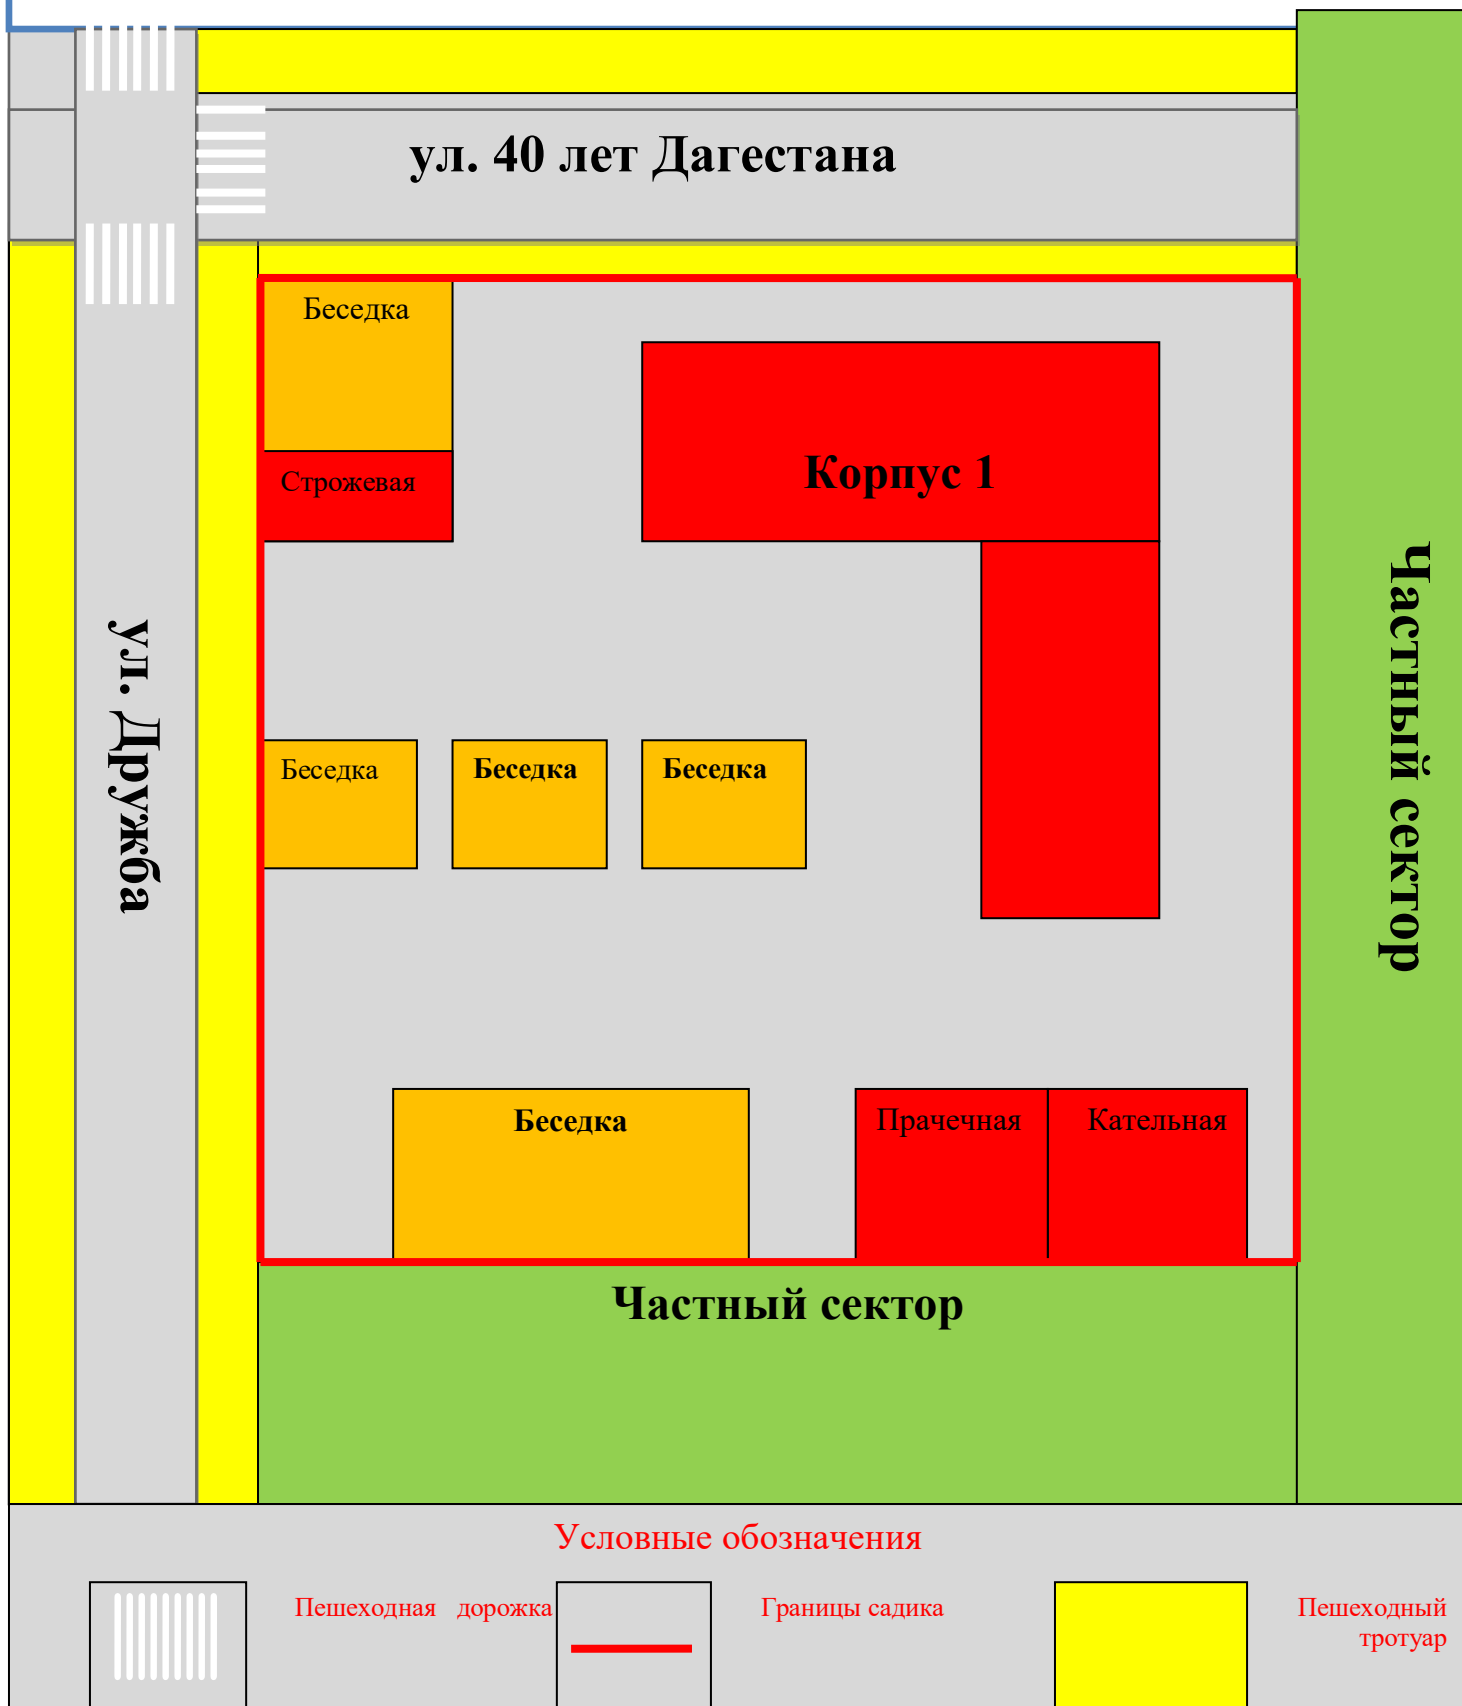 ул. 40 лет Дагестана
Беседка
Строжевая
Корпус 1
ул. Дружба
Частный сектор
Беседка
Беседка
Беседка
Беседка
Прачечная
Кательная
Частный сектор
Условные обозначения
Пешеходная дорожка
Границы садика
Пешеходный
тротуар